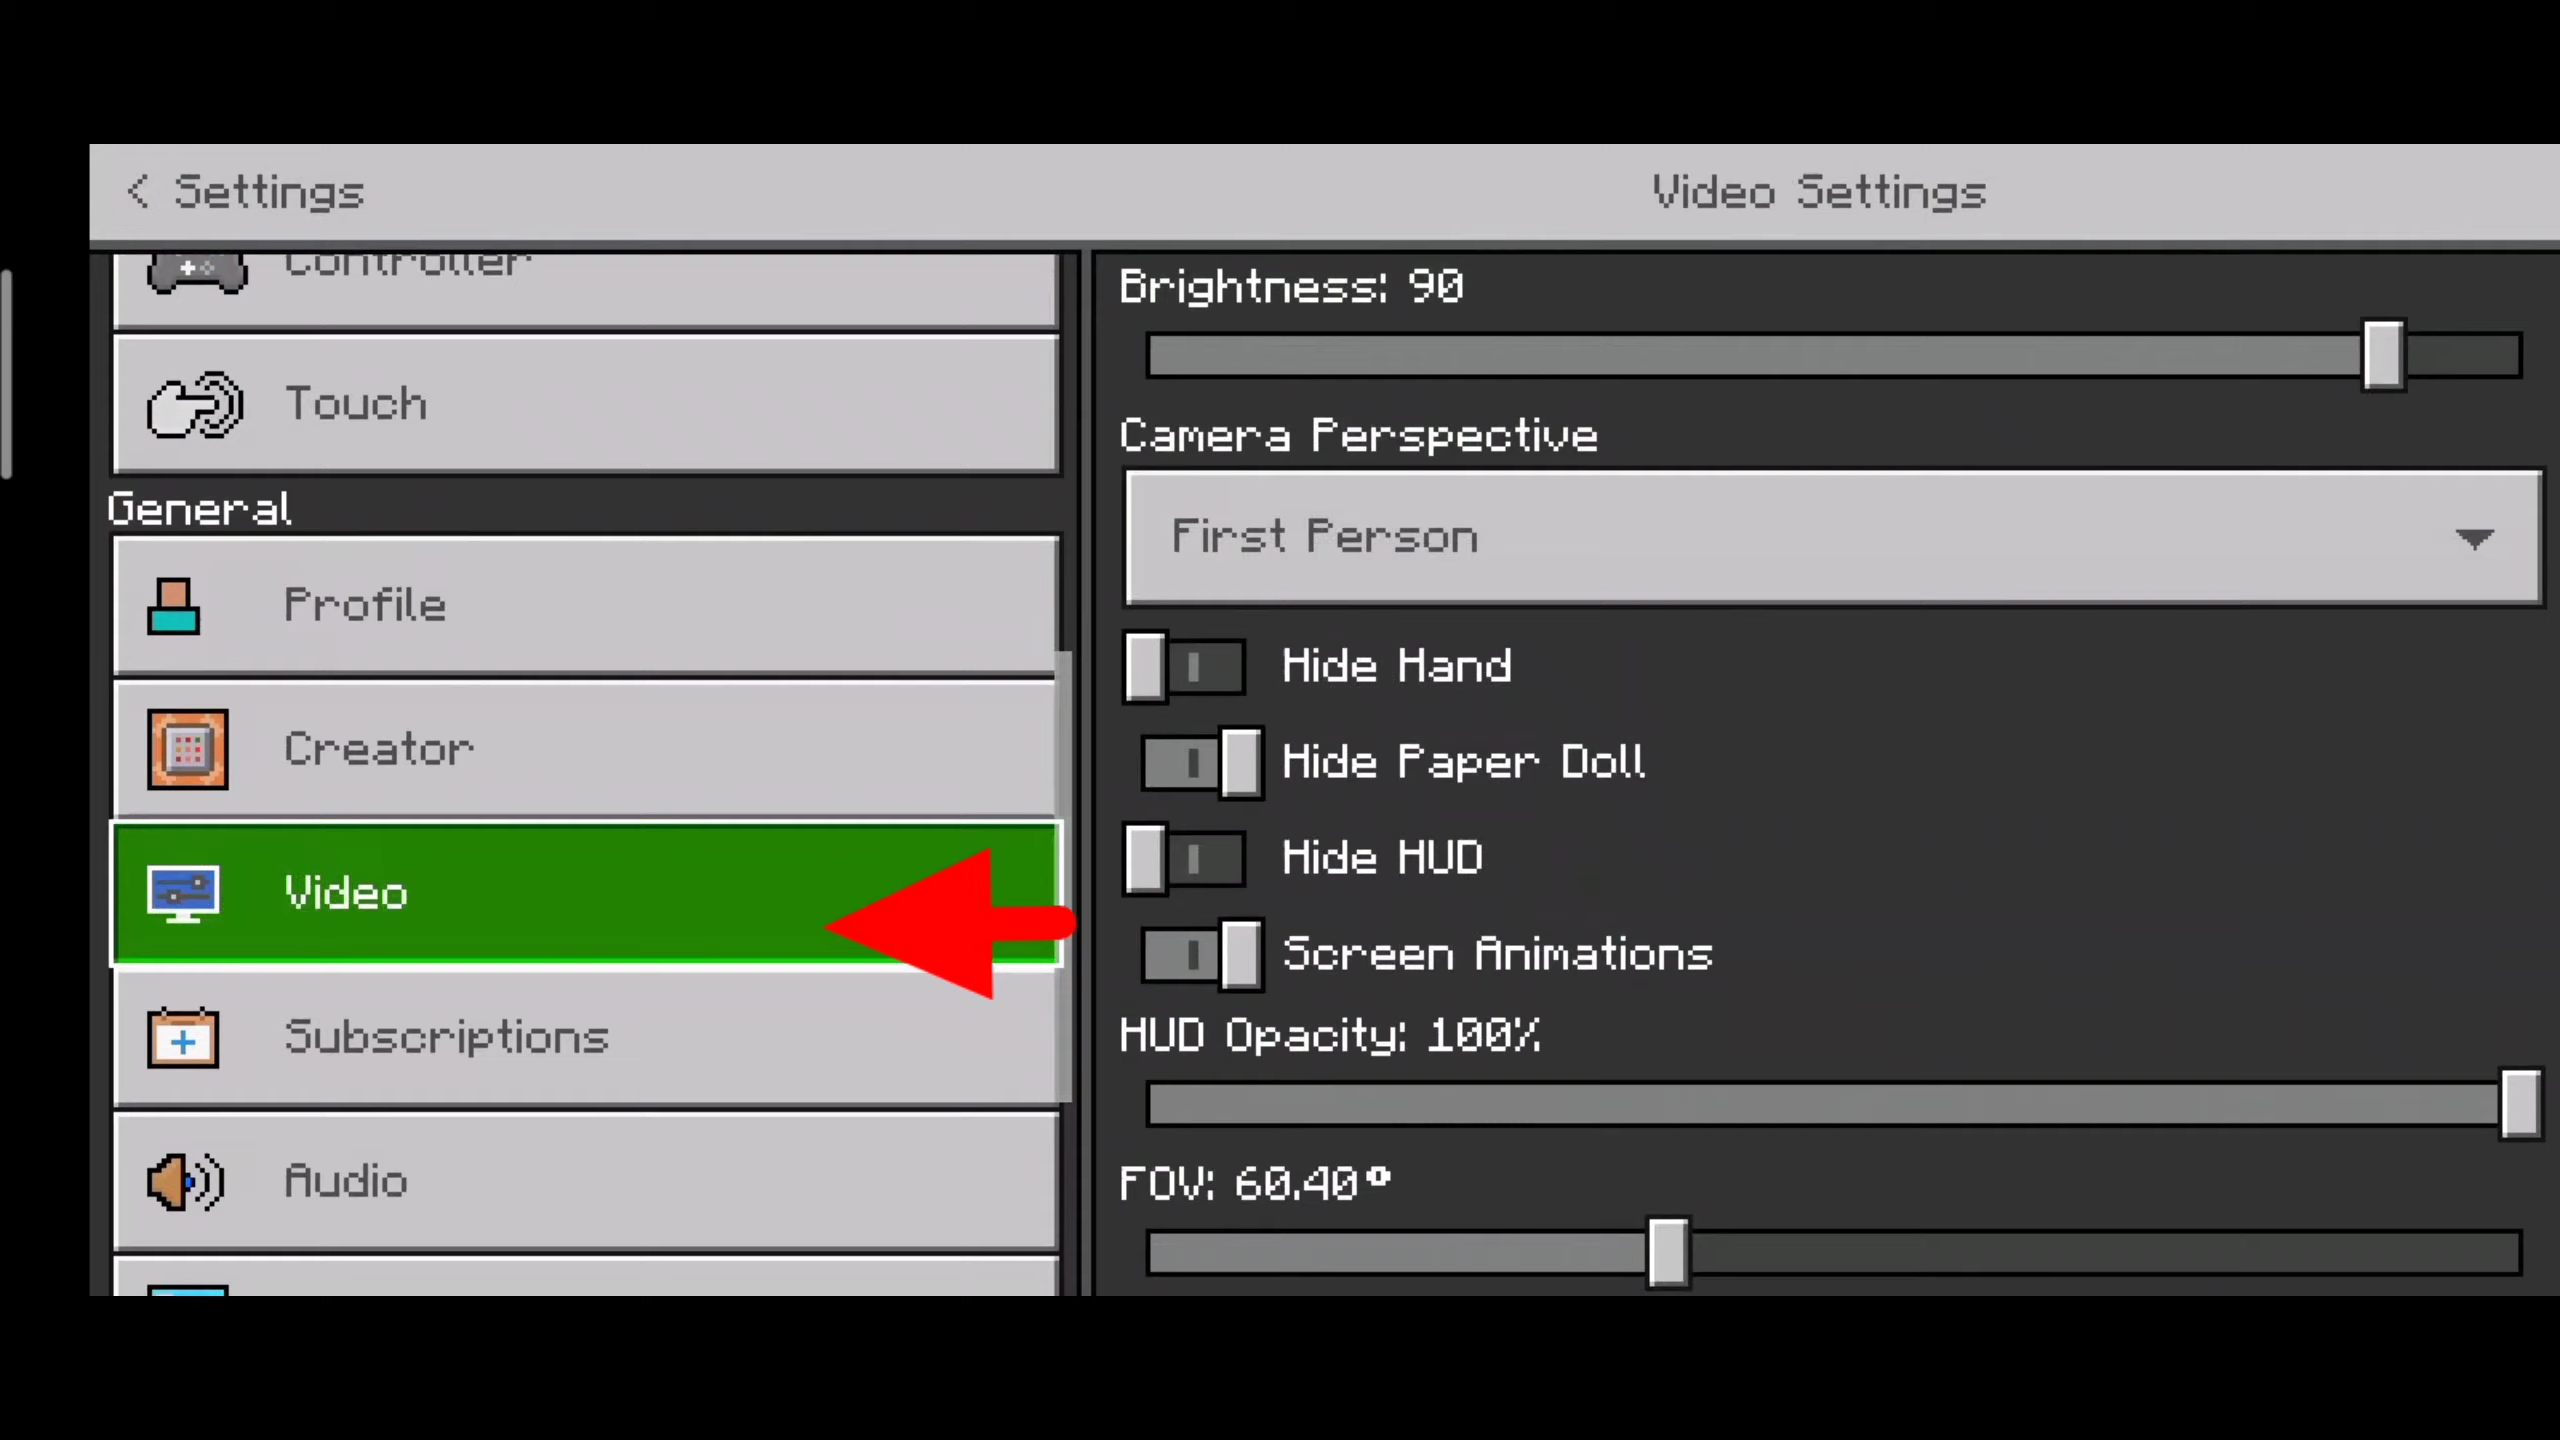 < Settings
Video Settings
Controller
Touch
General
Profile
Creator
Video
Subscriptions
Audio
Brightness: 90
Camera Perspective
First Person
Hide Hand
Hide Paper Doll
Hide HUD
Screen Animations
HUD Opacity: 100%
FOV: 60.40°